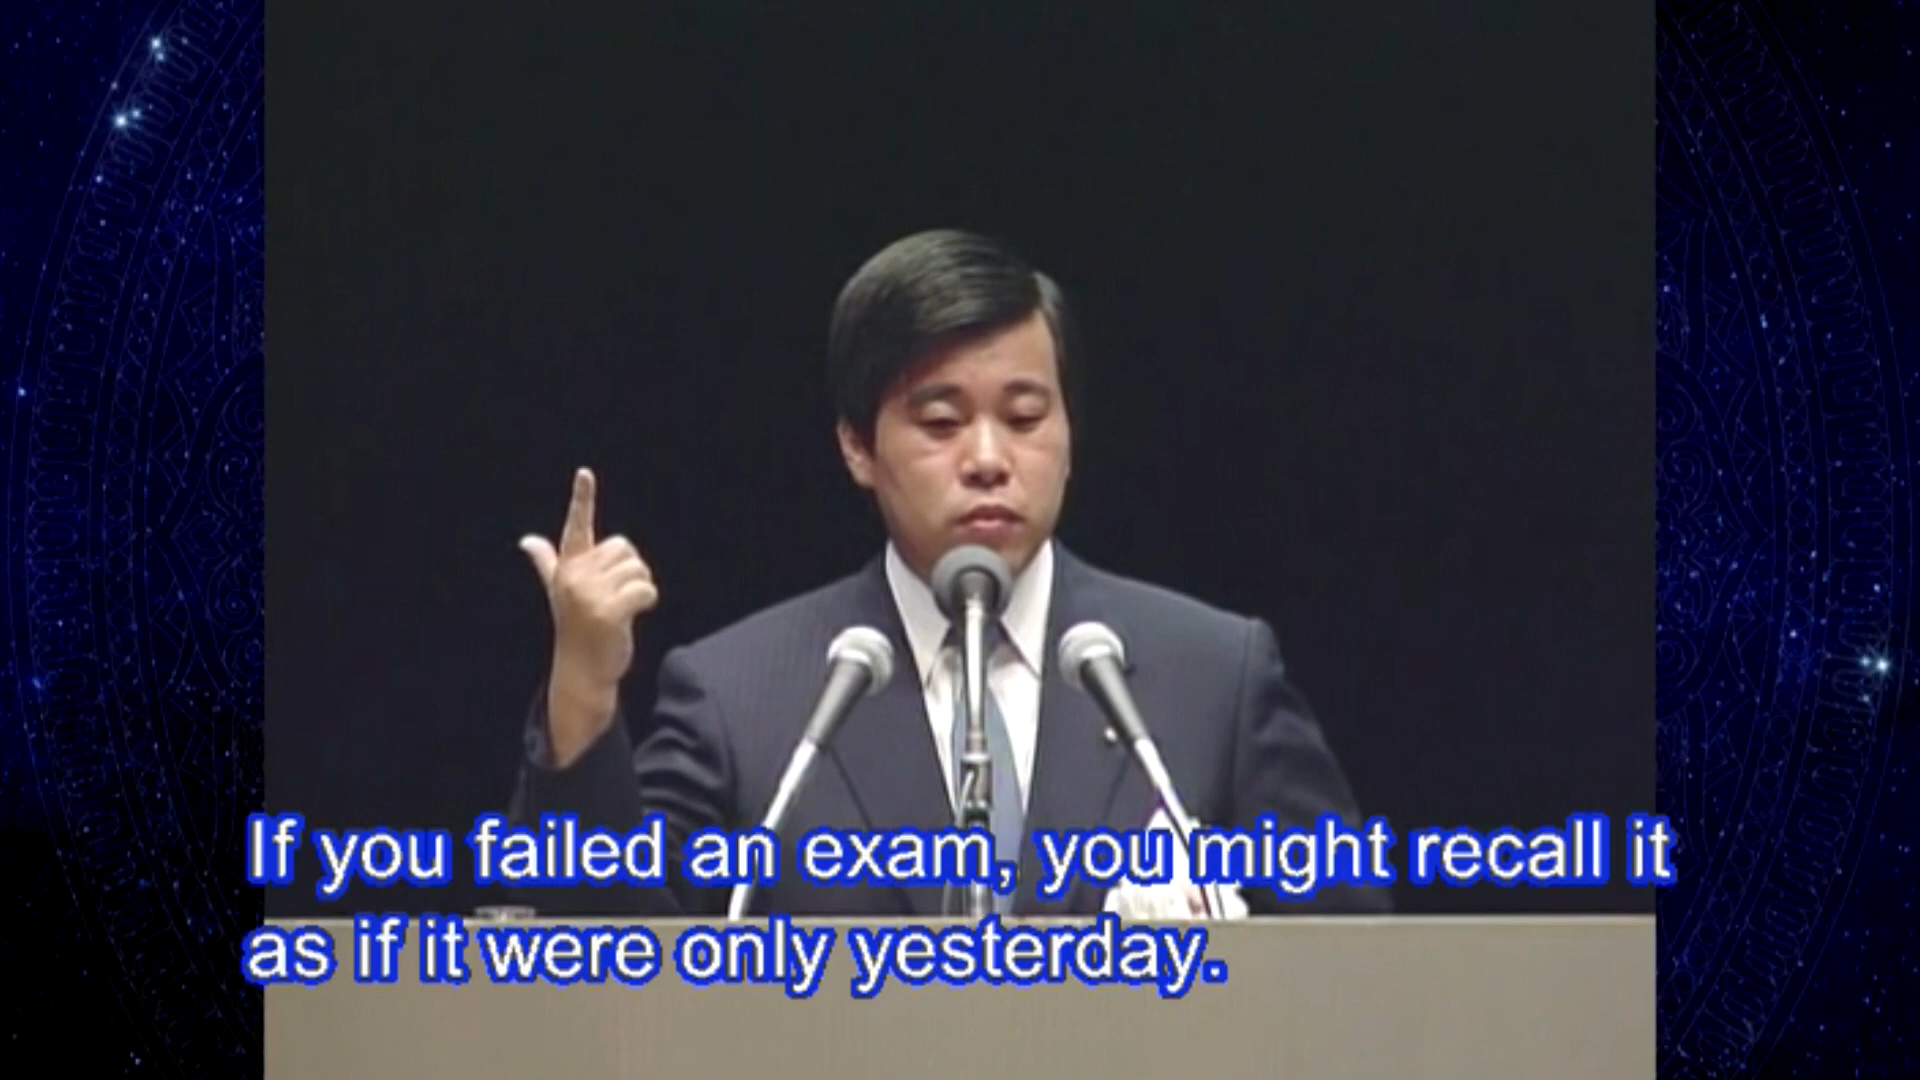 If you failed an exam, you might recall it
as if it were only yesterday.